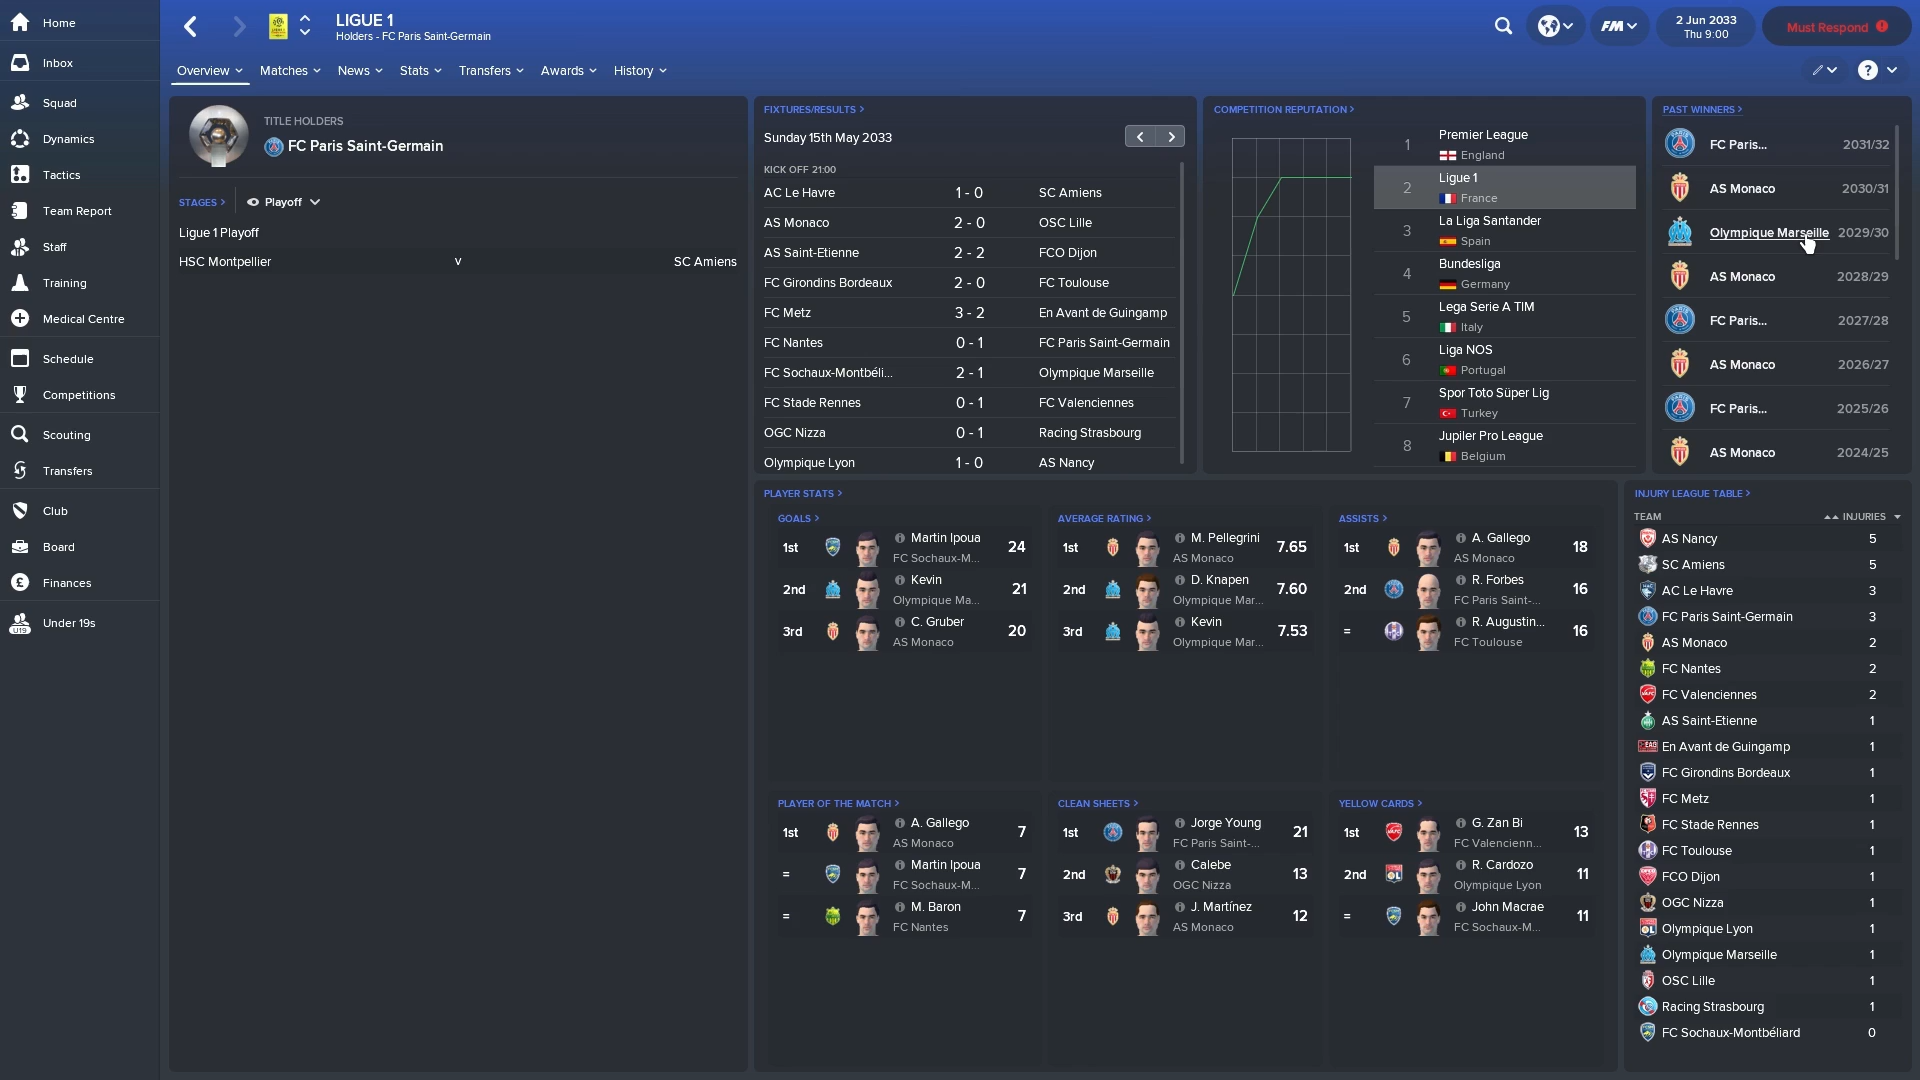 Home
Inbox
Squad
Dynamics
Tactics
Team Report
Staff
Training
Medical Centre
Schedule
Competitions
Scouting
Transfers
Club
Board
Finances
U19
Under 19s
LIGUE 1
Holders - FC Paris Saint-Germain
FM
2 Jun 2033
Thu 9:00
Must Respond
Overview
Matches
News
Stats
Transfers
Awards
History
?
TITLE HOLDERS
FC Paris Saint-Germain
STAGES >
Playoff
Ligue 1 Playoff
HSC Montpellier v SC Amiens
FIXTURES/RESULTS >
Sunday 15th May 2033
KICK OFF 21:00
AC Le Havre 1 - 0 SC Amiens
AS Monaco 2 - 0 OSC Lille
AS Saint-Etienne 2 - 2 FCO Dijon
FC Girondins Bordeaux 2 - 0 FC Toulouse
FC Metz 3 - 2 En Avant de Guingamp
FC Nantes 0 - 1 FC Paris Saint-Germain
FC Sochaux-Montbéli... 2 - 1 Olympique Marseille
FC Stade Rennes 0 - 1 FC Valenciennes
OGC Nizza 0 - 1 Racing Strasbourg
Olympique Lyon 1 - 0 AS Nancy
COMPETITION REPUTATION >
1 Premier League
England
2 Ligue 1
France
3 La Liga Santander
Spain
4 Bundesliga
Germany
5 Lega Serie A TIM
Italy
6 Liga NOS
Portugal
7 Spor Toto Süper Lig
Turkey
8 Jupiler Pro League
Belgium
PAST WINNERS >
FC Paris... 2031/32
AS Monaco 2030/31
Olympique Marseille 2029/30
AS Monaco 2028/29
FC Paris... 2027/28
AS Monaco 2026/27
FC Paris... 2025/26
AS Monaco 2024/25
PLAYER STATS >
GOALS >
1st Martin Ipoua 24
FC Sochaux-M...
2nd Kevin 21
Olympique Ma...
3rd C. Gruber 20
AS Monaco
AVERAGE RATING >
1st M. Pellegrini 7.65
AS Monaco
2nd D. Knapen 7.60
Olympique Mar...
3rd Kevin 7.53
Olympique Mar...
ASSISTS >
1st A. Gallego 18
AS Monaco
2nd R. Forbes 16
FC Paris Saint-...
= R. Augustin... 16
FC Toulouse
PLAYER OF THE MATCH >
1st A. Gallego 7
AS Monaco
= Martin Ipoua 7
FC Sochaux-M...
= M. Baron 7
FC Nantes
CLEAN SHEETS >
1st Jorge Young 21
FC Paris Saint-...
2nd Calebe 13
OGC Nizza
3rd J. Martínez 12
AS Monaco
YELLOW CARDS >
1st G. Zan Bi 13
FC Valencienn...
2nd R. Cardozo 11
Olympique Lyon
= John Macrae 11
FC Sochaux-M...
INJURY LEAGUE TABLE >
TEAM INJURIES
AS Nancy 5
SC Amiens 5
AC Le Havre 3
FC Paris Saint-Germain 3
AS Monaco 2
FC Nantes 2
FC Valenciennes 2
AS Saint-Etienne 1
En Avant de Guingamp 1
FC Girondins Bordeaux 1
FC Metz 1
FC Stade Rennes 1
FC Toulouse 1
FCO Dijon 1
OGC Nizza 1
Olympique Lyon 1
Olympique Marseille 1
OSC Lille 1
Racing Strasbourg 1
FC Sochaux-Montbéliard 0